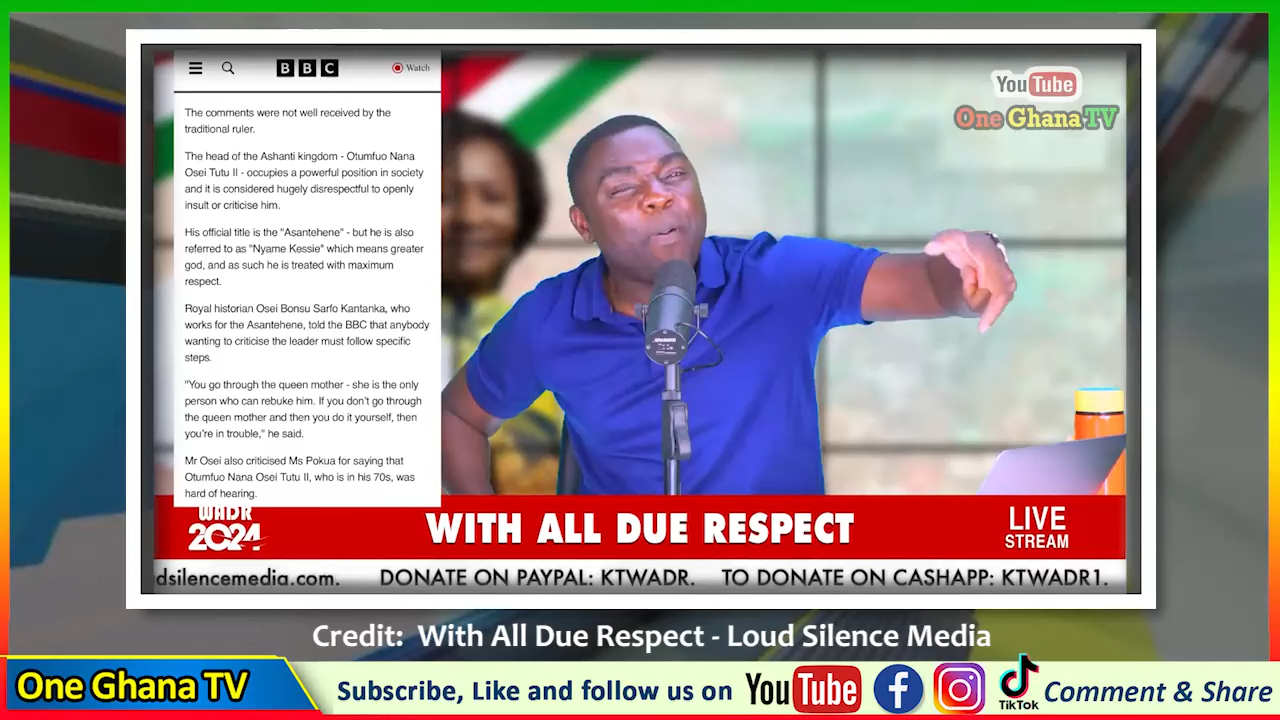 BBC
Watch
The comments were not well received by the
traditional ruler.
The head of the Ashanti kingdom - Otumfuo Nana
Osei Tutu II - occupies a powerful position in society
and it is considered hugely disrespectful to openly
insult or criticise him.
His official title is the "Asantehene" - but he is also
referred to as "Nyame Kessie" which means greater
god, and as such he is treated with maximum
respect.
Royal historian Osei Bonsu Sarfo Kantanka, who
works for the Asantehene, told the BBC that anybody
wanting to criticise the leader must follow specific
steps.
"You go through the queen mother - she is the only
person who can rebuke him. If you don't go through
the queen mother and then you do it yourself, then
you're in trouble," he said.
Mr Osei also criticised Ms Pokua for saying that
Otumfuo Nana Osei Tutu II, who is in his 70s, was
hard of hearing.
YouTube
One Ghana TV
WADR
2024
WITH ALL DUE RESPECT
LIVE
STREAM
dsilencemedia.com. DONATE ON PAYPAL: KTWADR. TO DONATE ON CASHAPP: KTWADR1.
Credit: With All Due Respect - Loud Silence Media
One Ghana TV
Subscribe, Like and follow us on YouTube TikTok Comment & Share